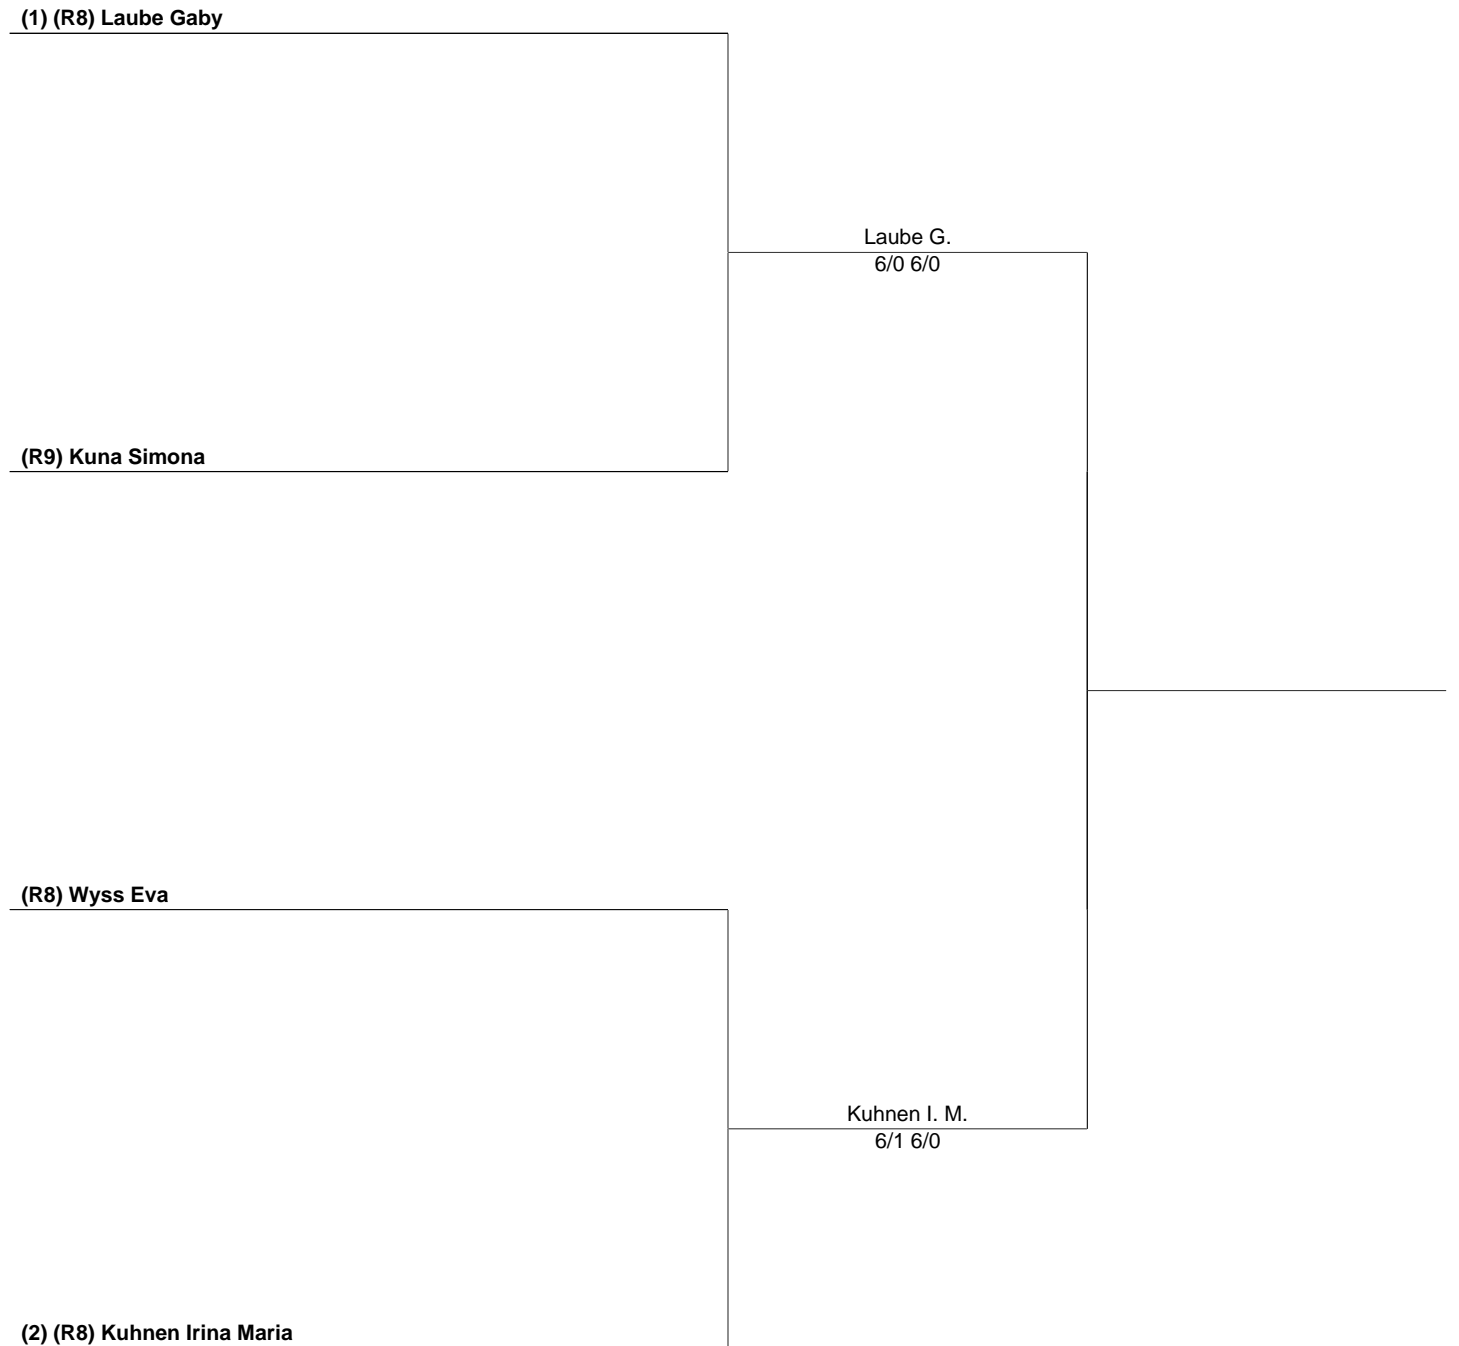 (1) (R8) Laube Gaby
Laube G.
6/0 6/0
(R9) Kuna Simona
(R8) Wyss Eva
Kuhnen I. M.
6/1 6/0
(2) (R8) Kuhnen Irina Maria